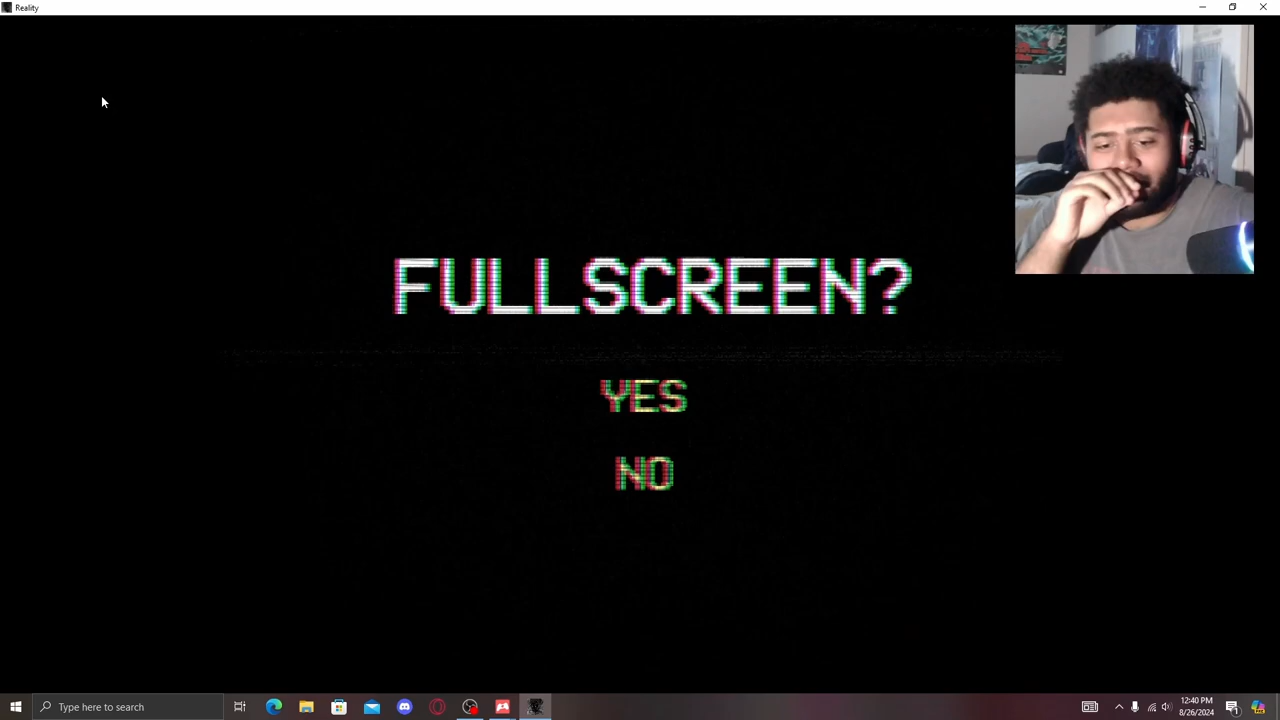 Reality
FULLSCREEN?
YES
NO
Type here to search
12:40 PM
8/26/2024